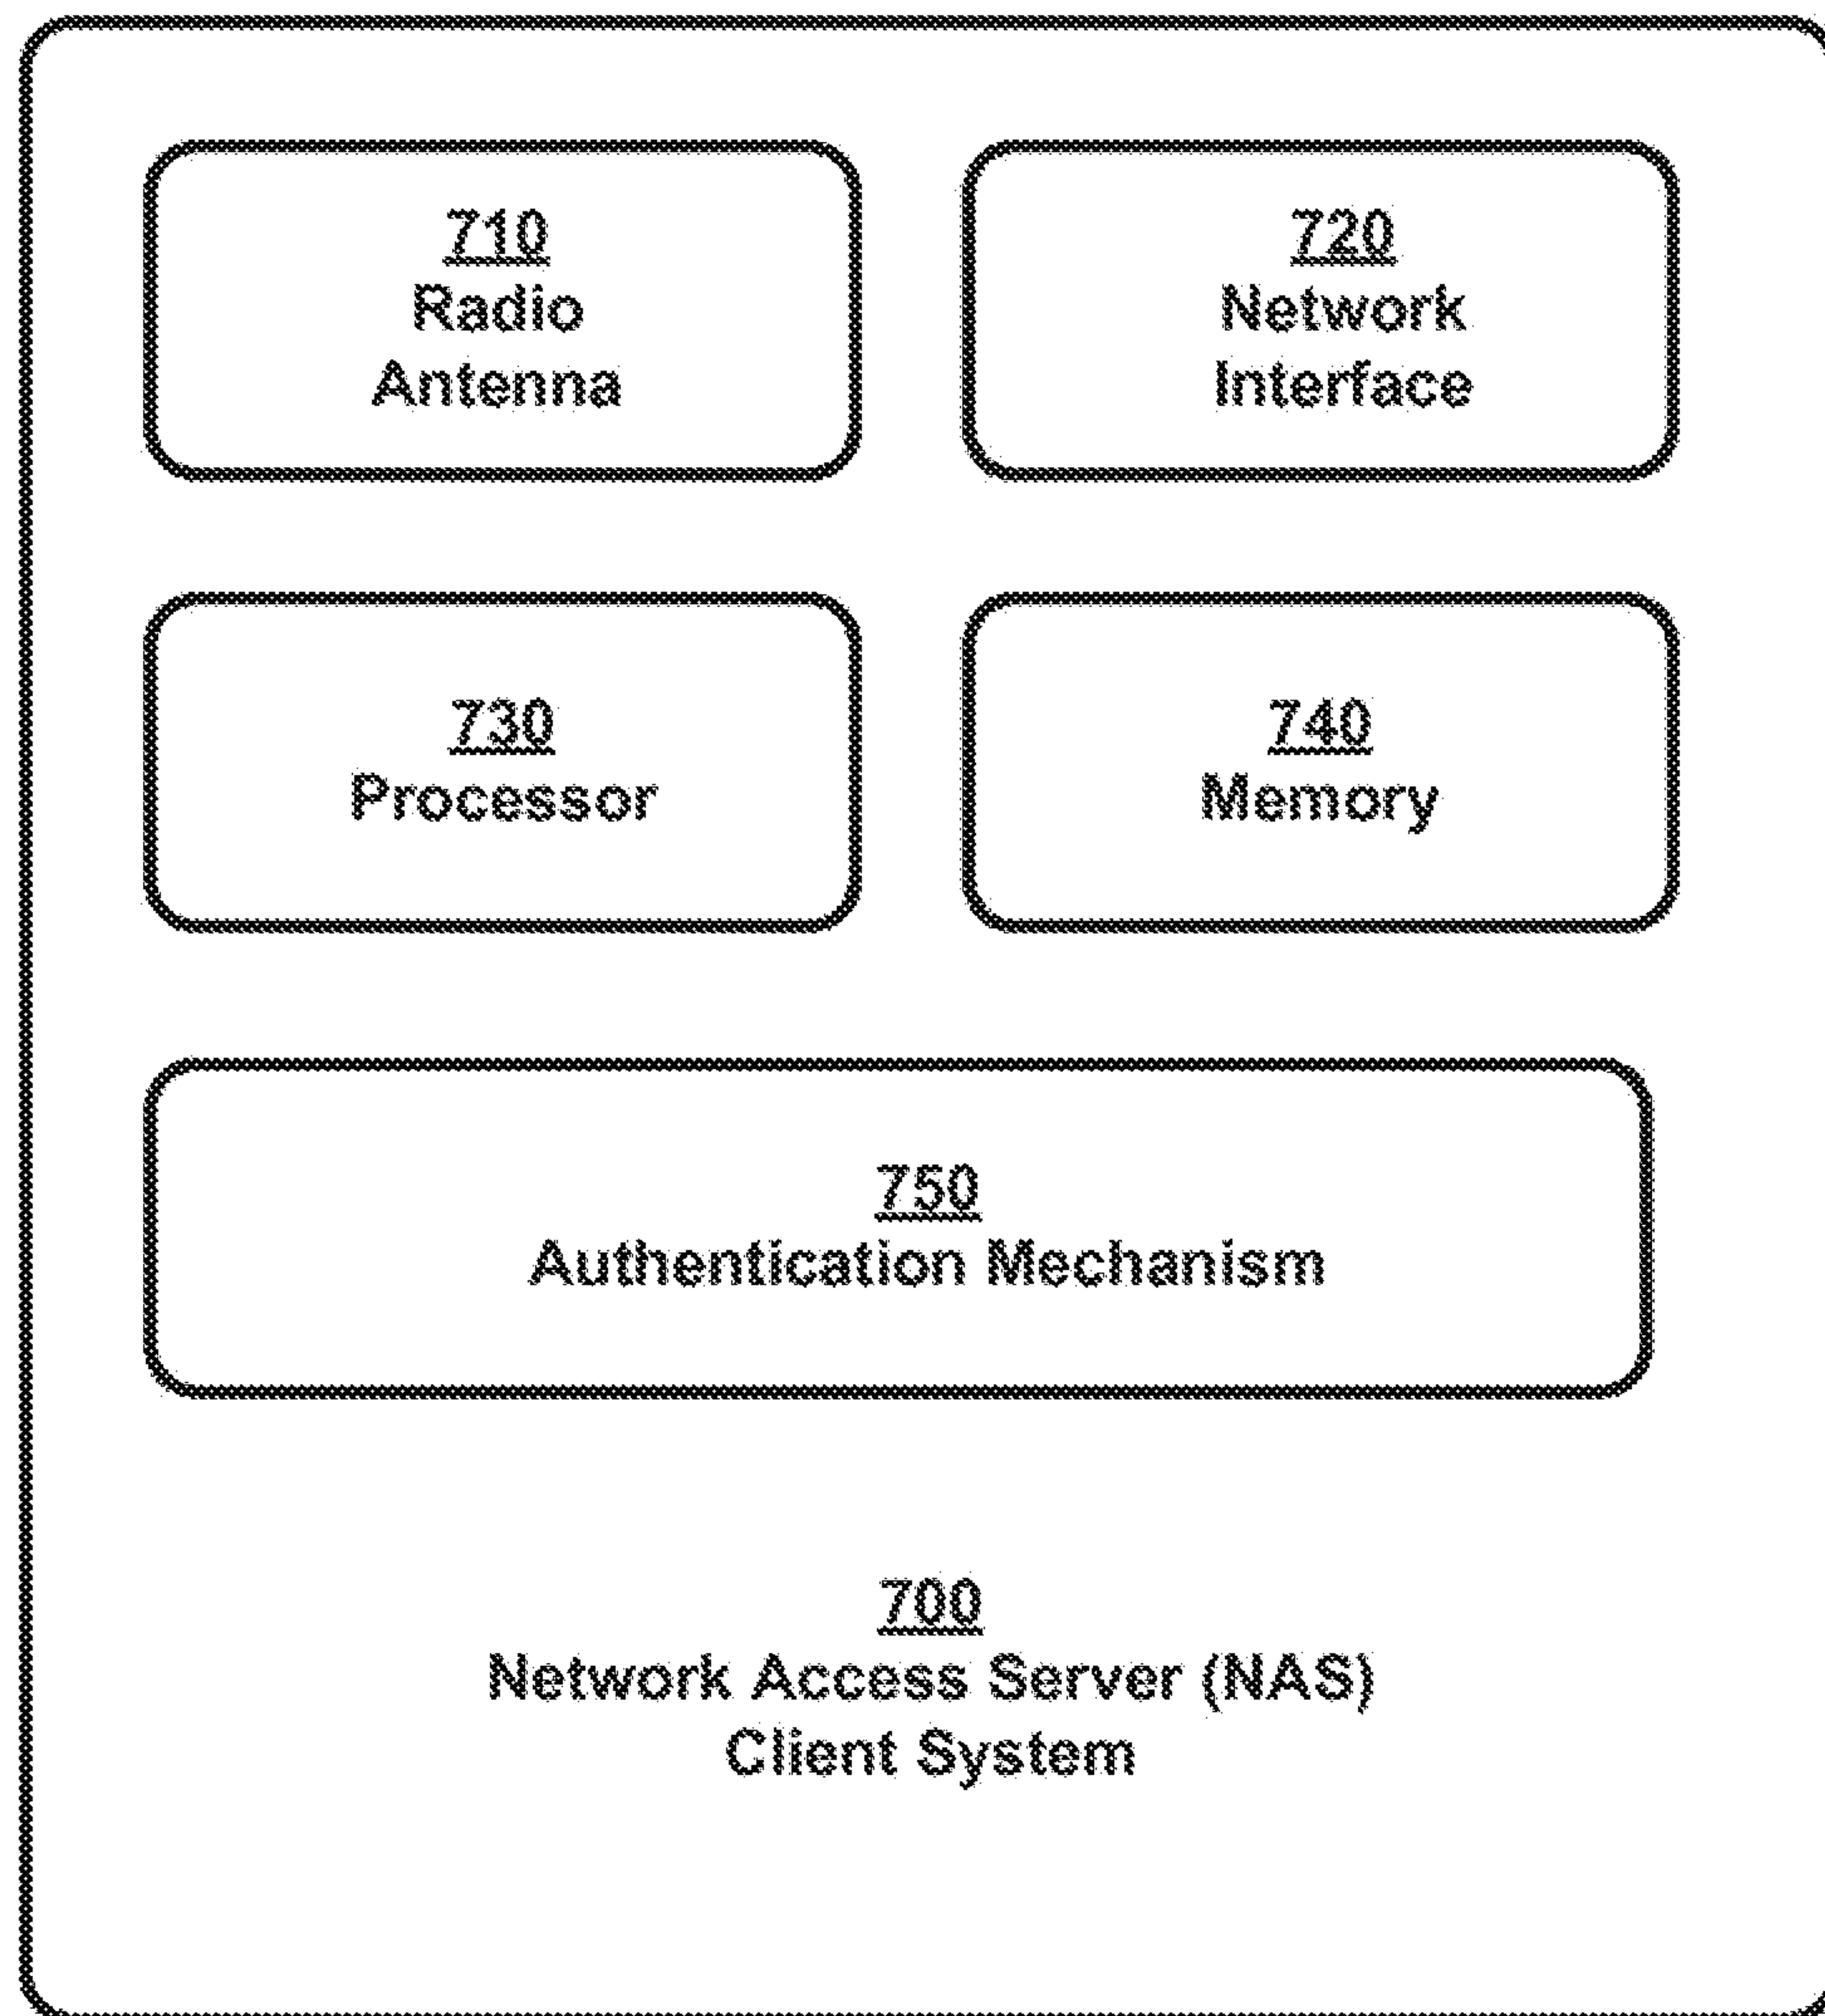 710
Radio
Antenna
720
Network
Interface
730
Processor
740
Memory
750
Authentication Mechanism
700
Network Access Server (NAS)
Client System